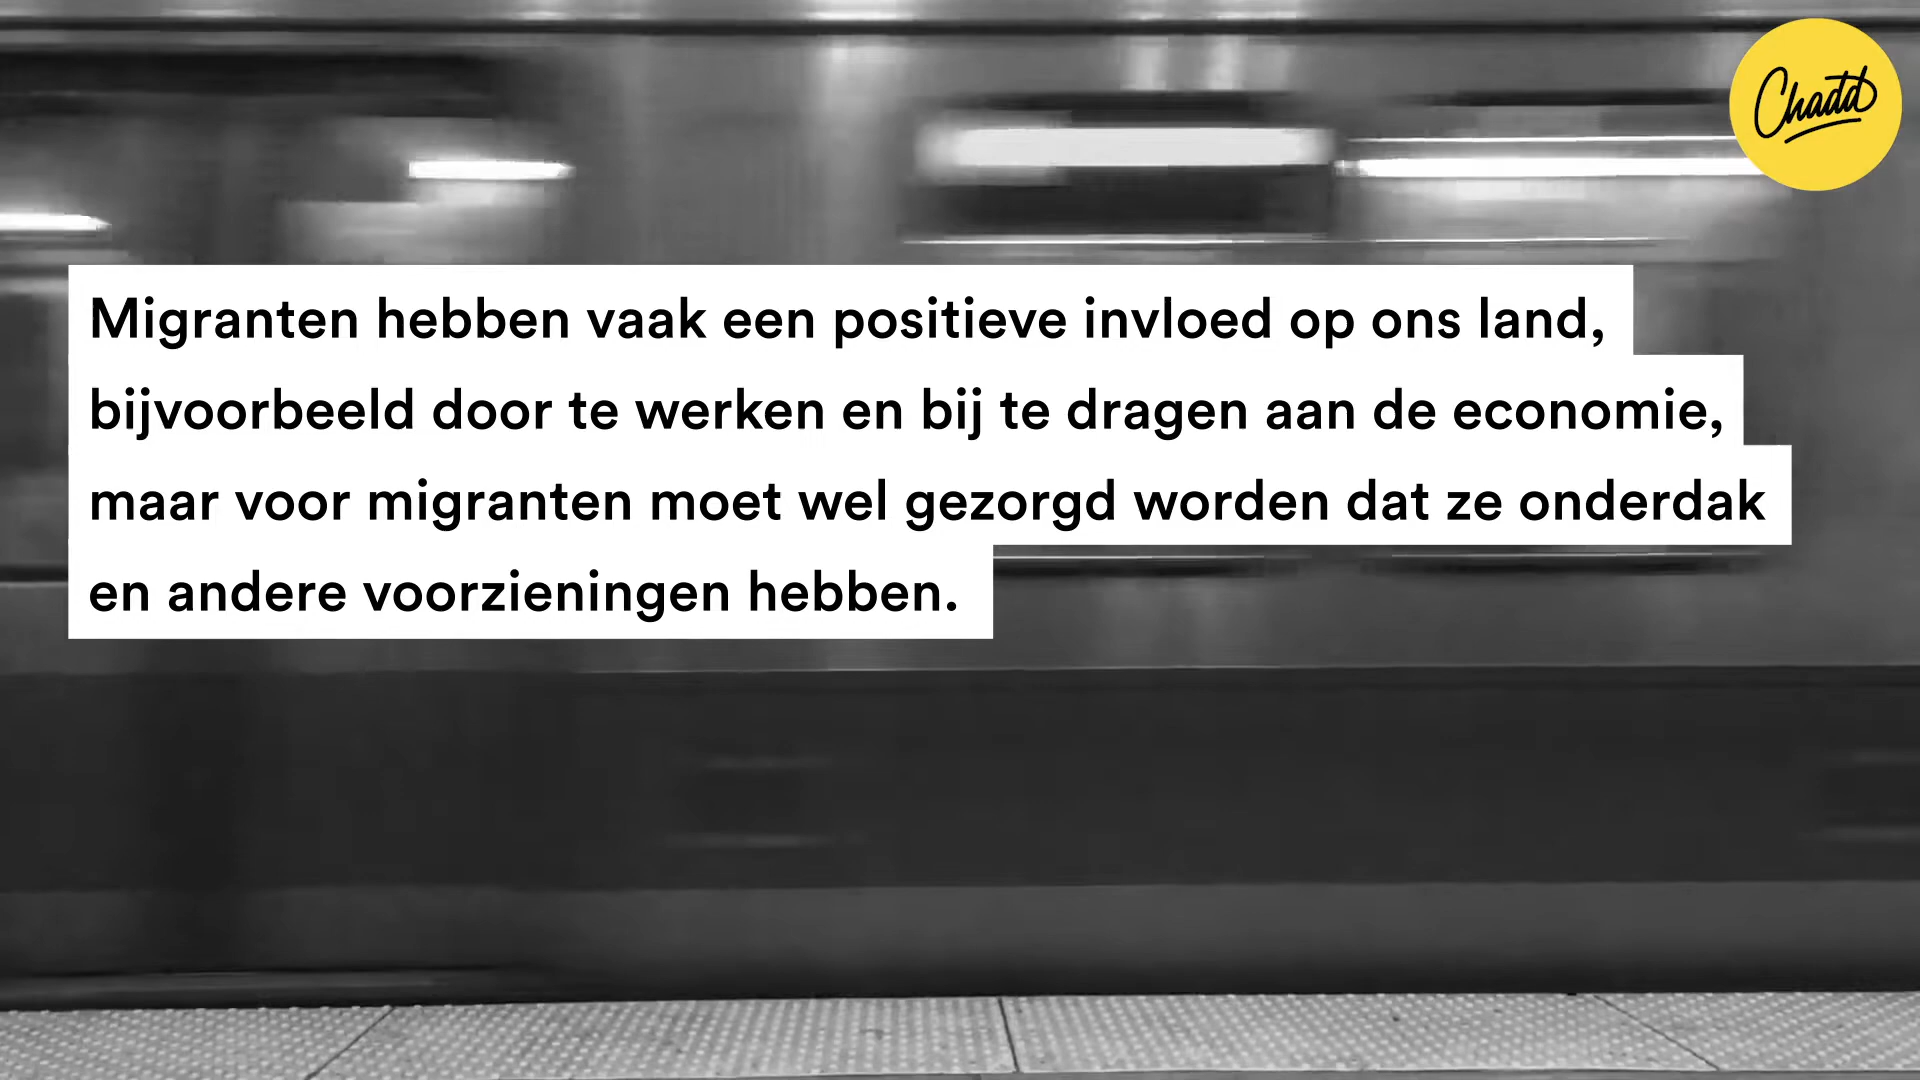 Chadd
Migranten hebben vaak een positieve invloed op ons land,
bijvoorbeeld door te werken en bij te dragen aan de economie,
maar voor migranten moet wel gezorgd worden dat ze onderdak
en andere voorzieningen hebben.